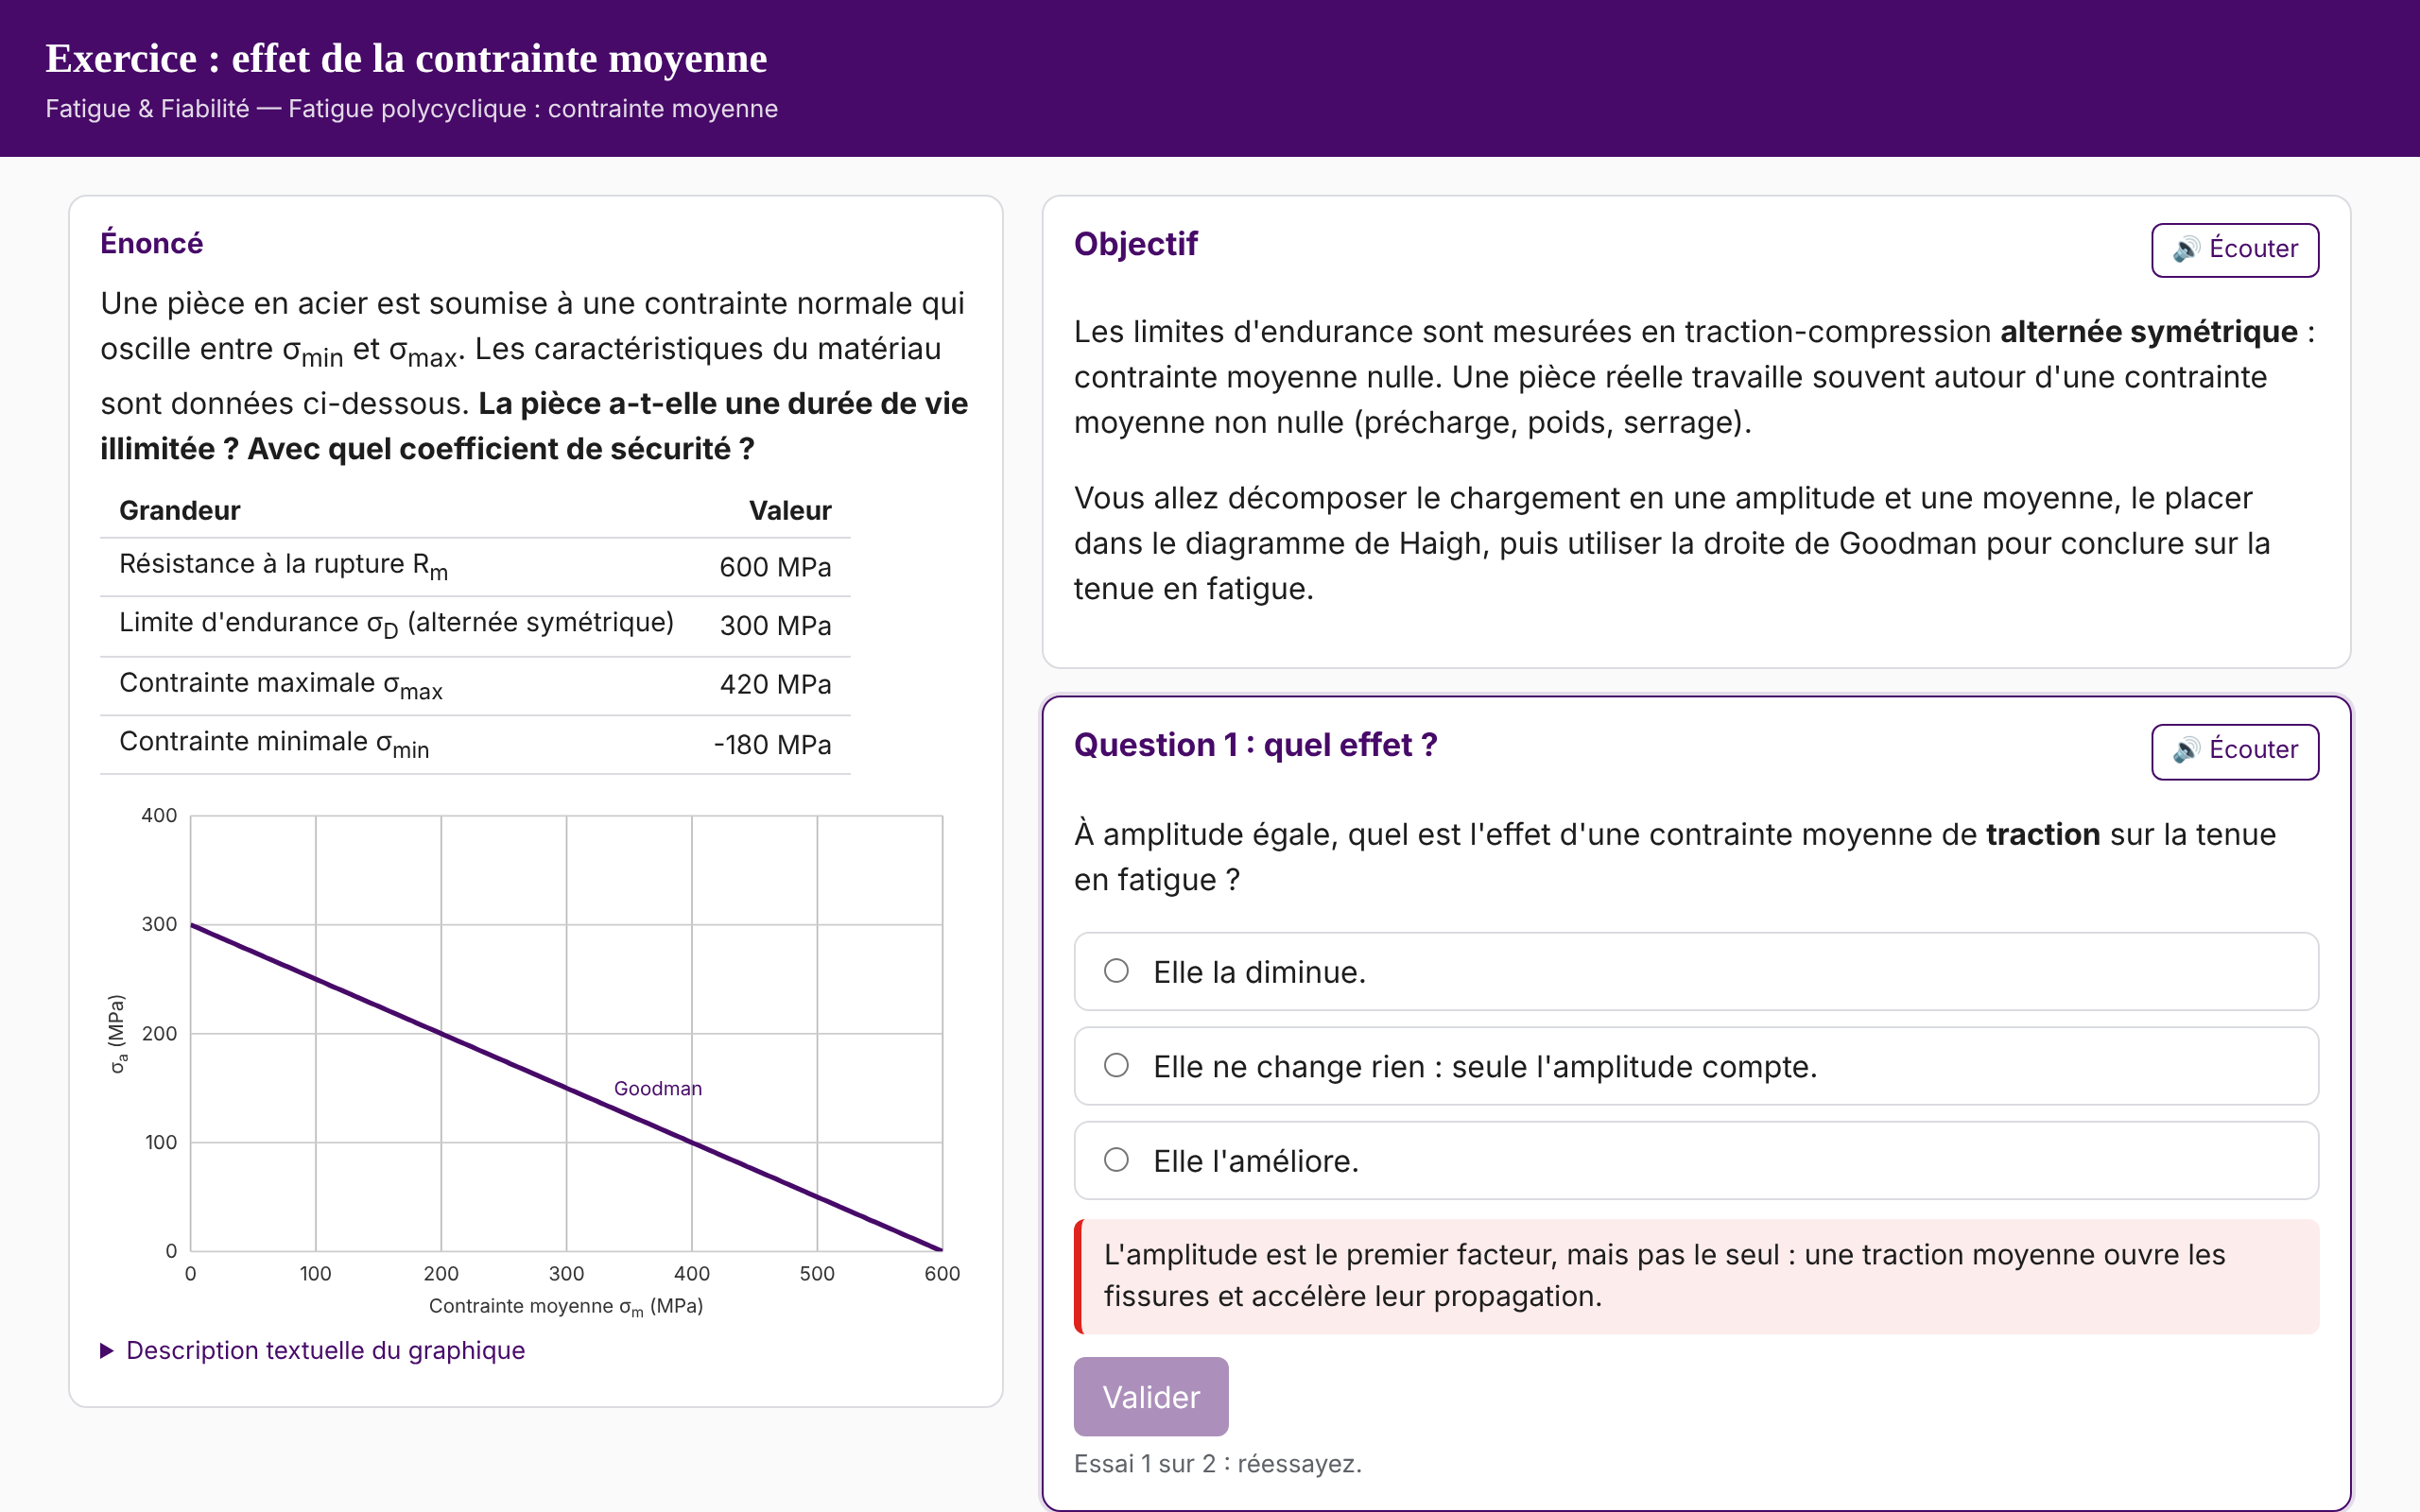 Exercice : effet de la contrainte moyenne
Fatigue & Fiabilité — Fatigue polycyclique : contrainte moyenne
Énoncé
Une pièce en acier est soumise à une contrainte normale qui
oscille entre σmin et σmax. Les caractéristiques du matériau
sont données ci-dessous. La pièce a-t-elle une durée de vie
illimitée ? Avec quel coefficient de sécurité ?
Grandeur Valeur
Résistance à la rupture Rm 600 MPa
Limite d'endurance σD (alternée symétrique) 300 MPa
Contrainte maximale σmax 420 MPa
Contrainte minimale σmin -180 MPa
400
300
200
100
0
σa (MPa)
Goodman
0 100 200 300 400 500 600
Contrainte moyenne σm (MPa)
▶ Description textuelle du graphique
Objectif
🔊 Écouter
Les limites d'endurance sont mesurées en traction-compression alternée symétrique :
contrainte moyenne nulle. Une pièce réelle travaille souvent autour d'une contrainte
moyenne non nulle (précharge, poids, serrage).
Vous allez décomposer le chargement en une amplitude et une moyenne, le placer
dans le diagramme de Haigh, puis utiliser la droite de Goodman pour conclure sur la
tenue en fatigue.
Question 1 : quel effet ?
🔊 Écouter
À amplitude égale, quel est l'effet d'une contrainte moyenne de traction sur la tenue
en fatigue ?
Elle la diminue.
Elle ne change rien : seule l'amplitude compte.
Elle l'améliore.
L'amplitude est le premier facteur, mais pas le seul : une traction moyenne ouvre les
fissures et accélère leur propagation.
Valider
Essai 1 sur 2 : réessayez.